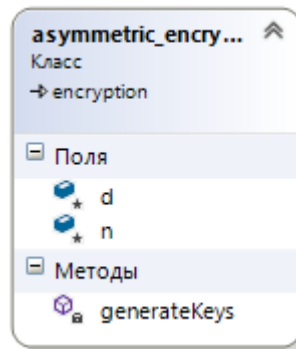 asymmetric_encry...
Класс
encryption
Поля
d
n
Методы
generateKeys